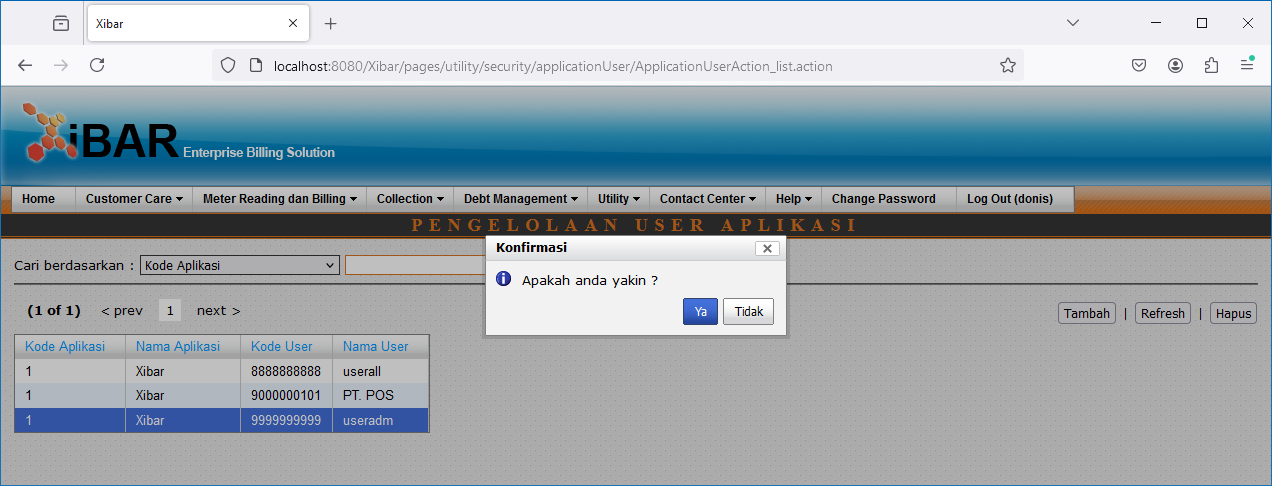 Xibar
localhost:8080/Xibar/pages/utility/security/applicationUser/ApplicationUserAction_list.action
iBAR Enterprise Billing Solution
Home Customer Care Meter Reading dan Billing Collection Debt Management Utility Contact Center Help Change Password Log Out (donis)
PENGELOLAAN USER APLIKASI
Konfirmasi
Cari berdasarkan : Kode Aplikasi
Apakah anda yakin ?
Ya Tidak
(1 of 1) < prev 1 next >
Tambah | Refresh | Hapus
Kode Aplikasi Nama Aplikasi Kode User Nama User
1 Xibar 8888888888 userall
1 Xibar 9000000101 PT. POS
1 Xibar 9999999999 useradm